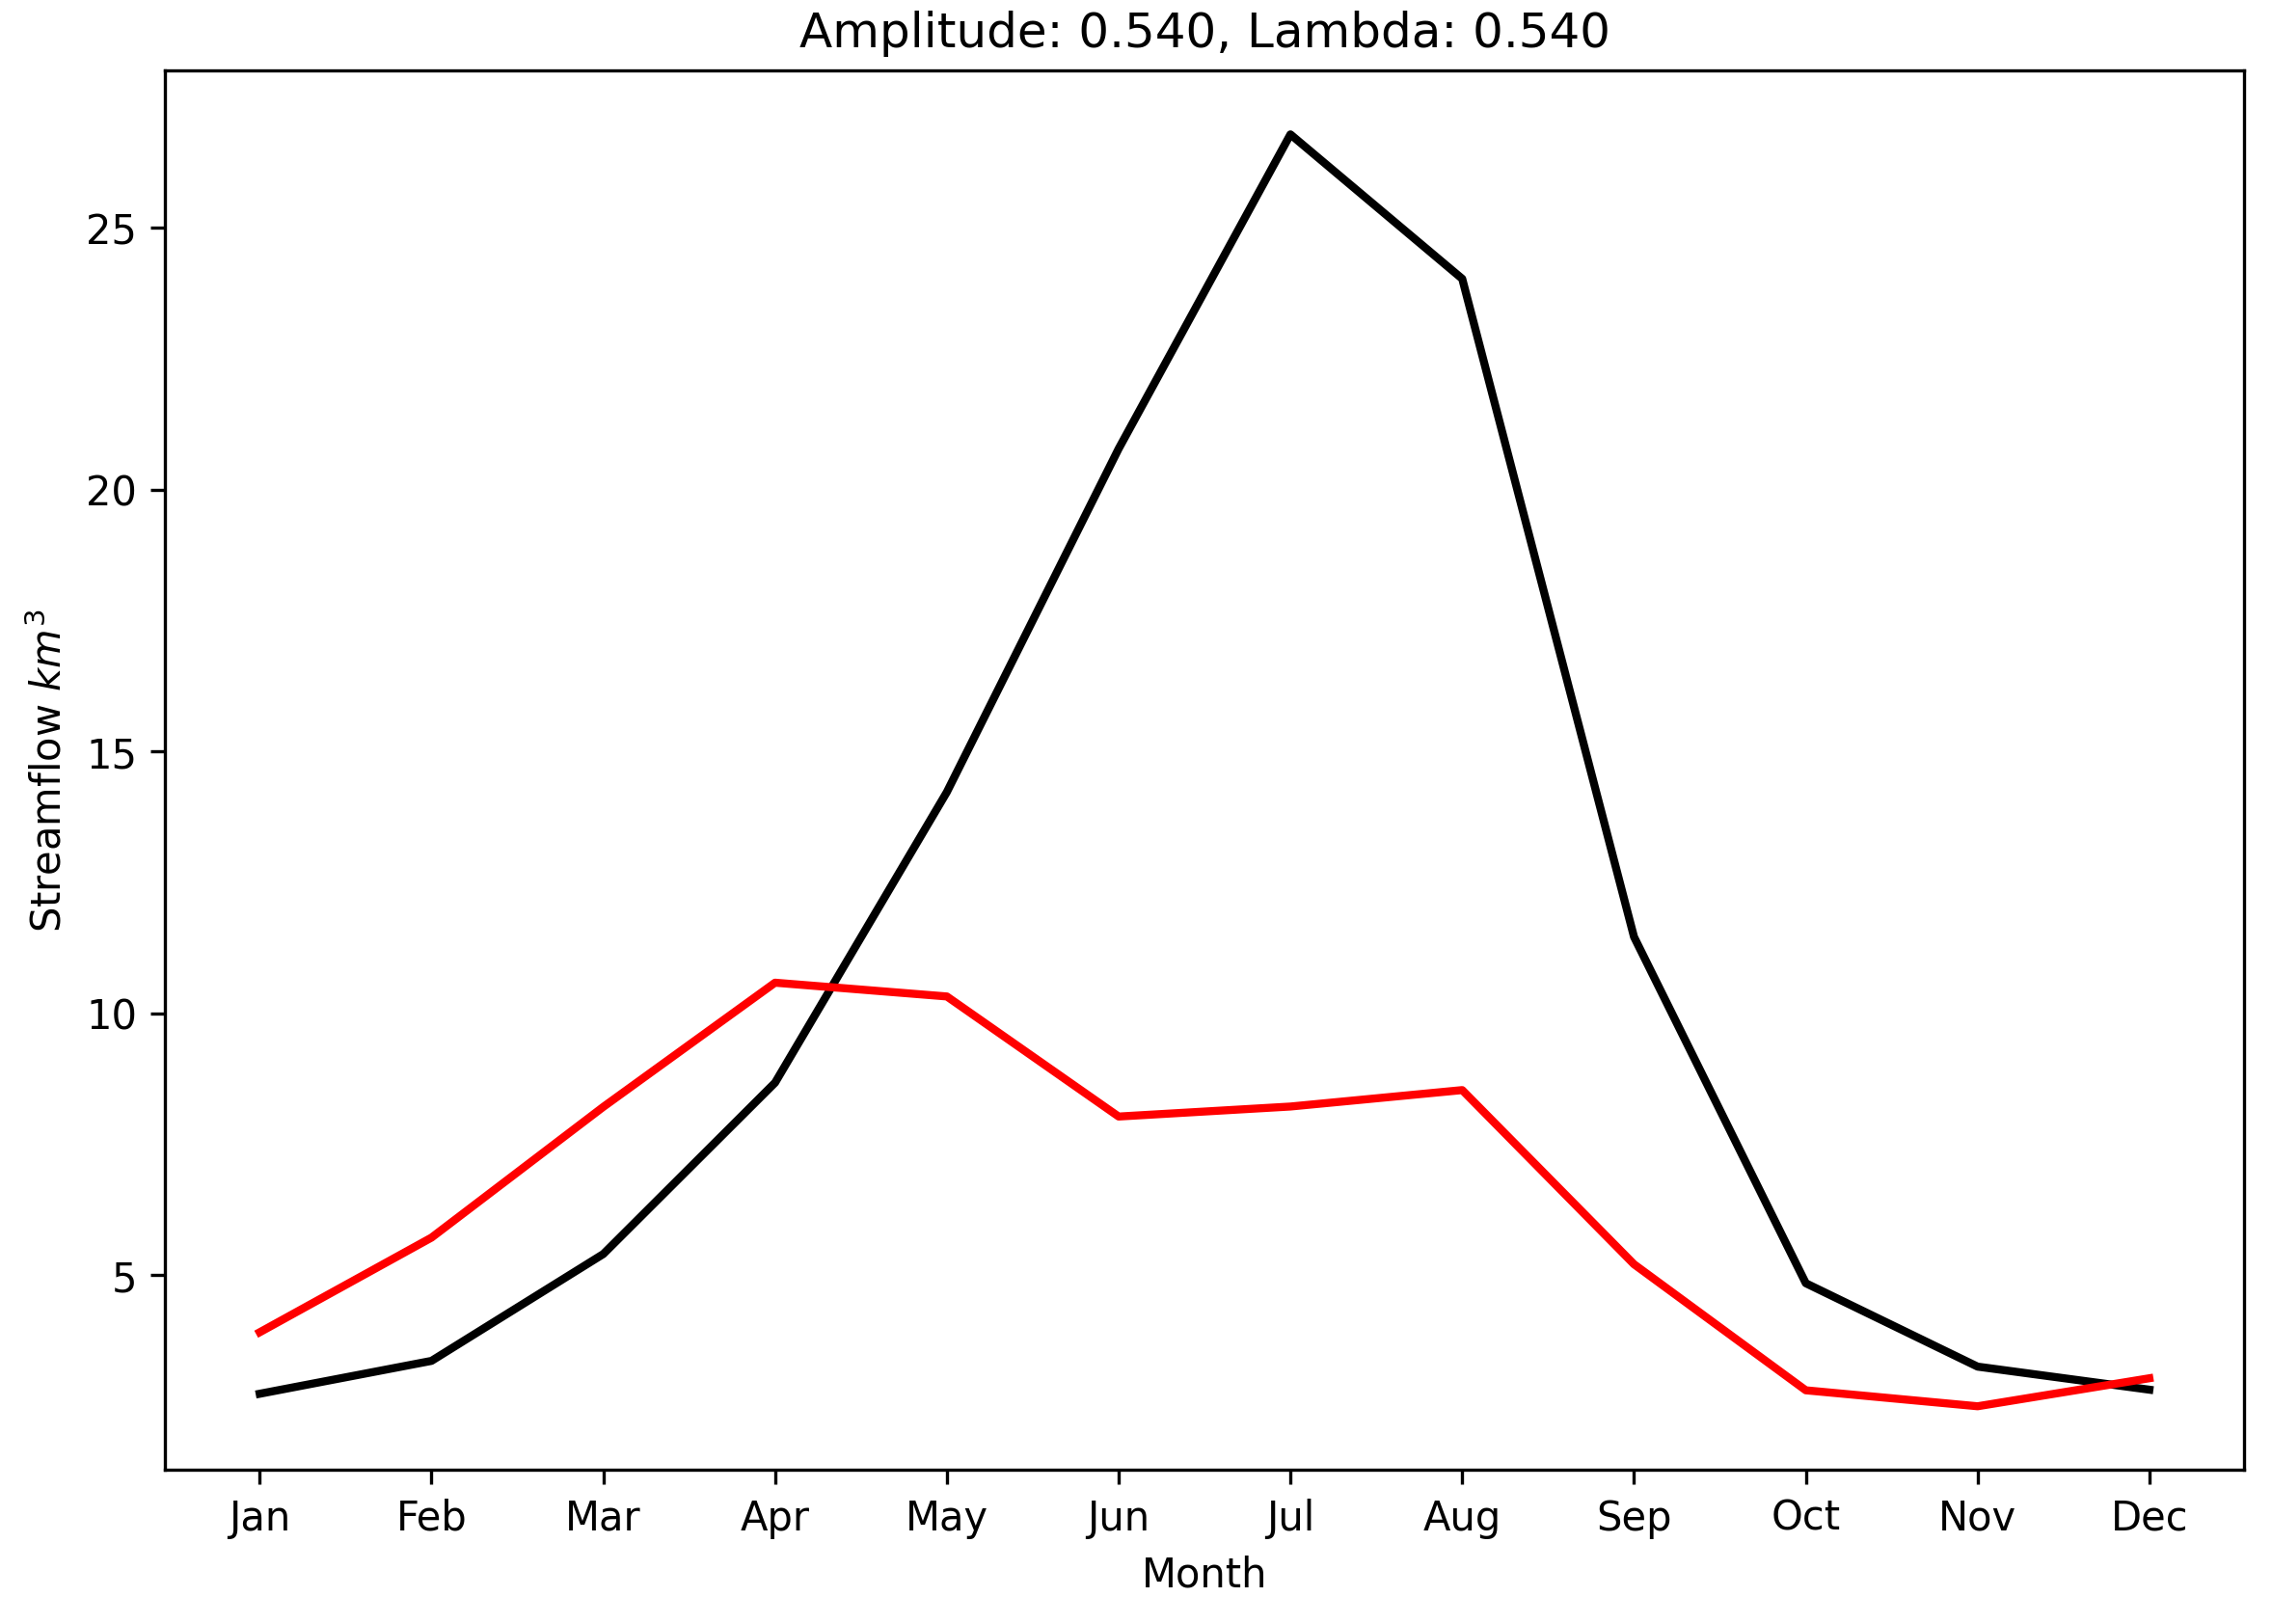 Amplitude: 0.540, Lambda: 0.540
25
20
15
10
5
Streamflow km³
Jan Feb Mar Apr May Jun Jul Aug Sep Oct Nov Dec
Month